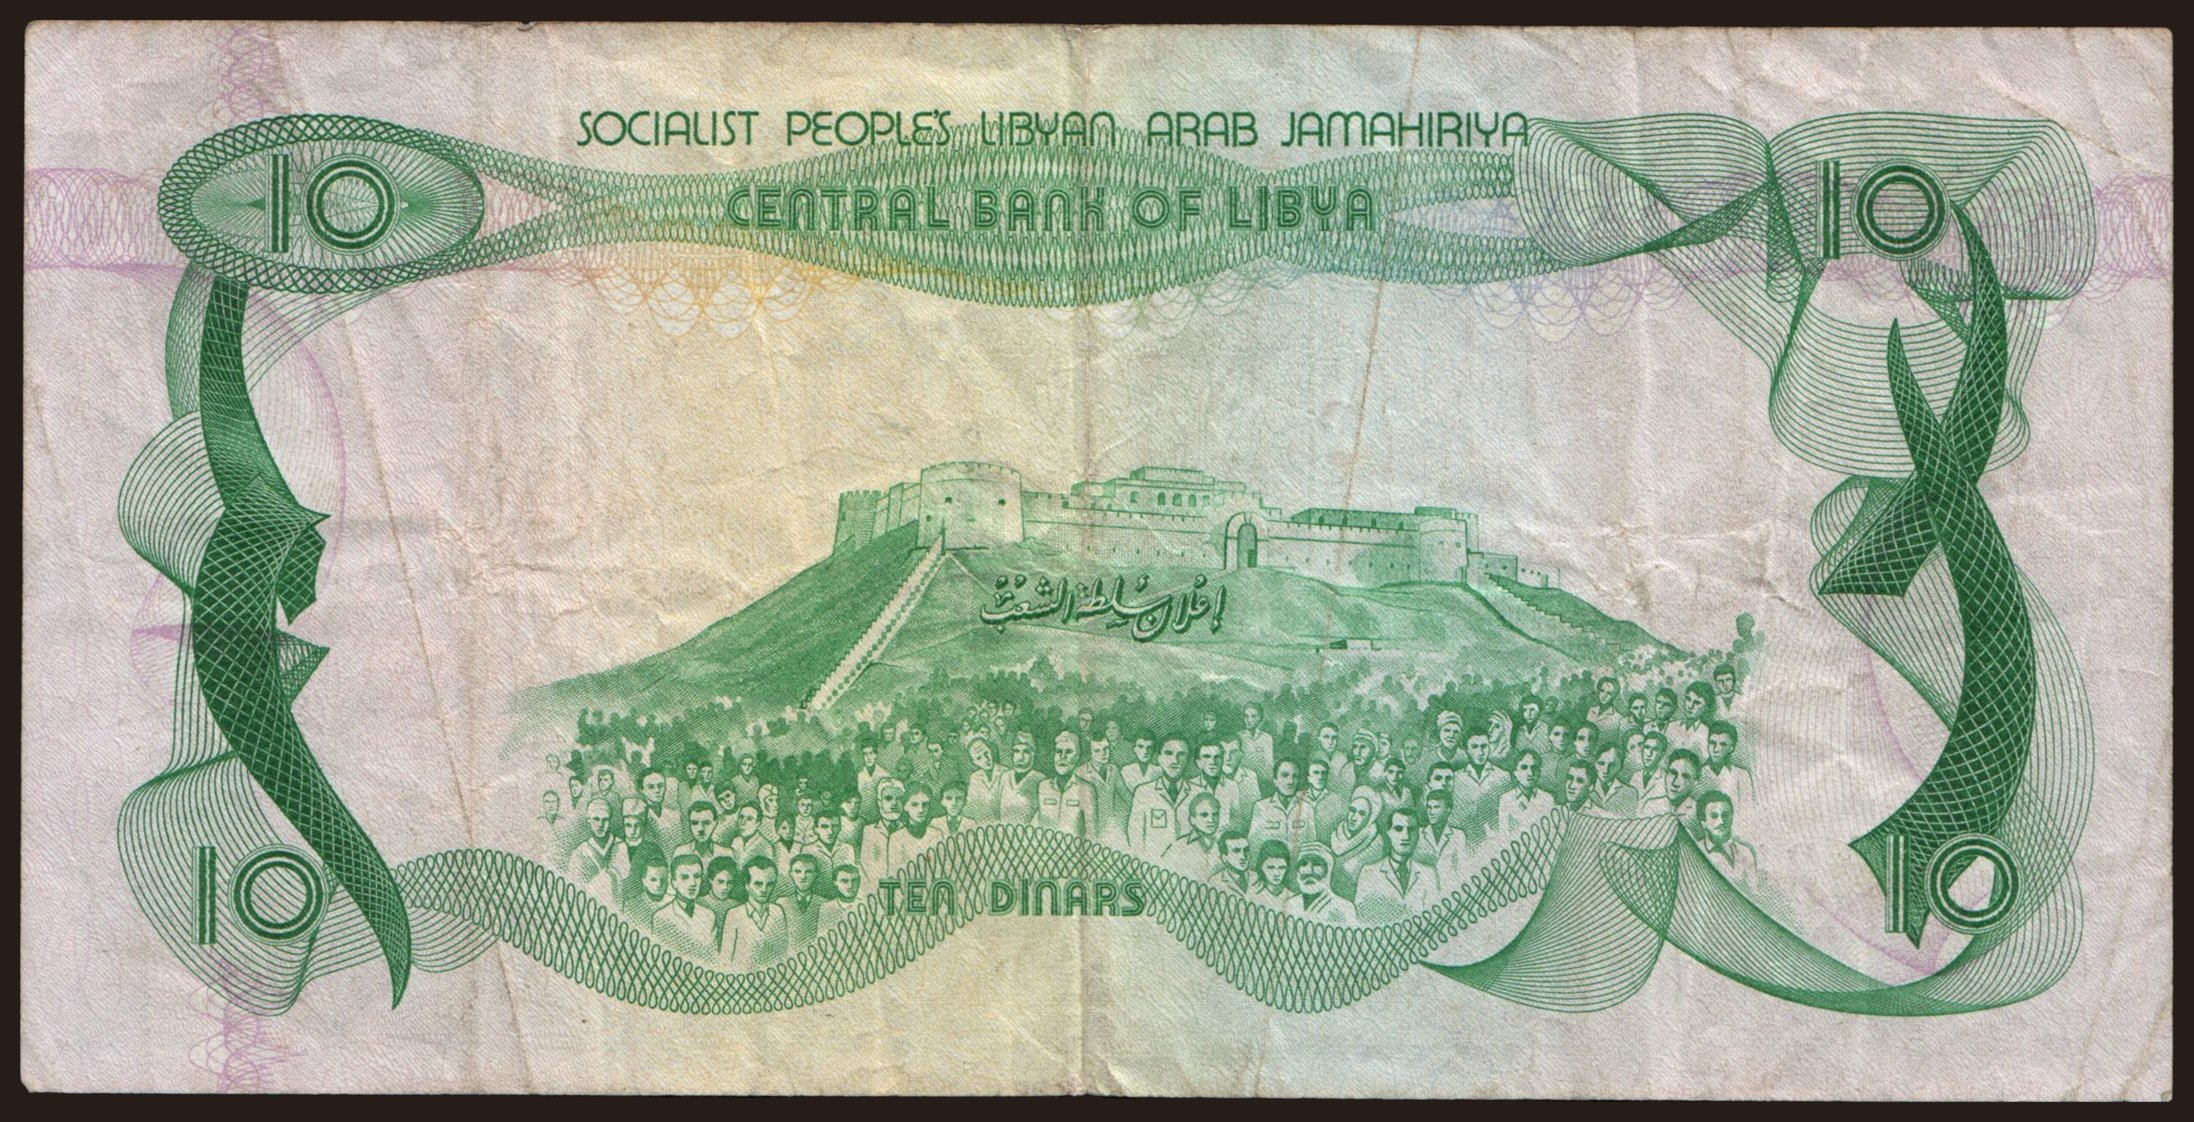 SOCIALIST PEOPLE'S LIBYAN ARAB JAMAHIRIYA
10
CENTRAL BANK OF LIBYA
10
إعلان سلطة الشعب
10
TEN DINARS
10